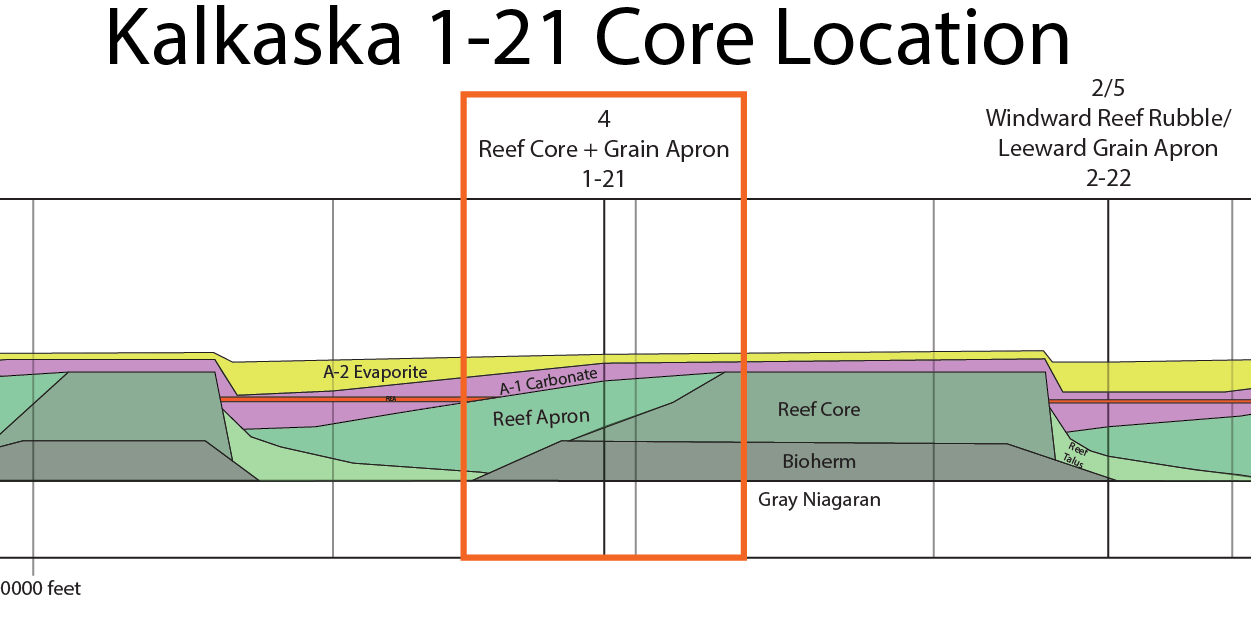 Kalkaska 1-21 Core Location
4
Reef Core + Grain Apron
1-21
2/5
Windward Reef Rubble/
Leeward Grain Apron
2-22
A-2 Evaporite
A-1 Carbonate
REA
Reef Apron
Reef Core
Reef
Talus
Bioherm
Gray Niagaran
0000 feet